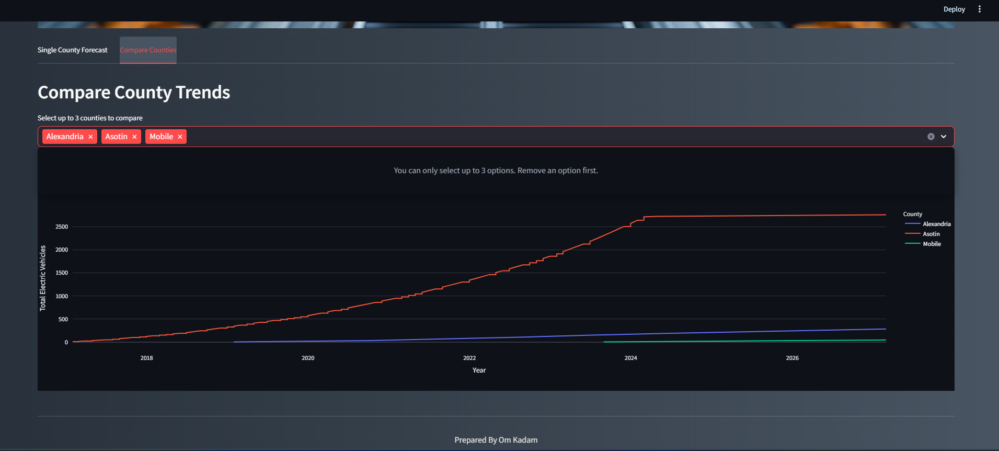 Deploy
Single County Forecast Compare Counties
Compare County Trends
Select up to 3 counties to compare
Alexandria × Asotin × Mobile ×
You can only select up to 3 options. Remove an option first.
County
Alexandria
Asotin
Mobile
Total Electric Vehicles
2500
2000
1500
1000
500
0
2018 2020 2022 2024 2026
Year
Prepared By Om Kadam